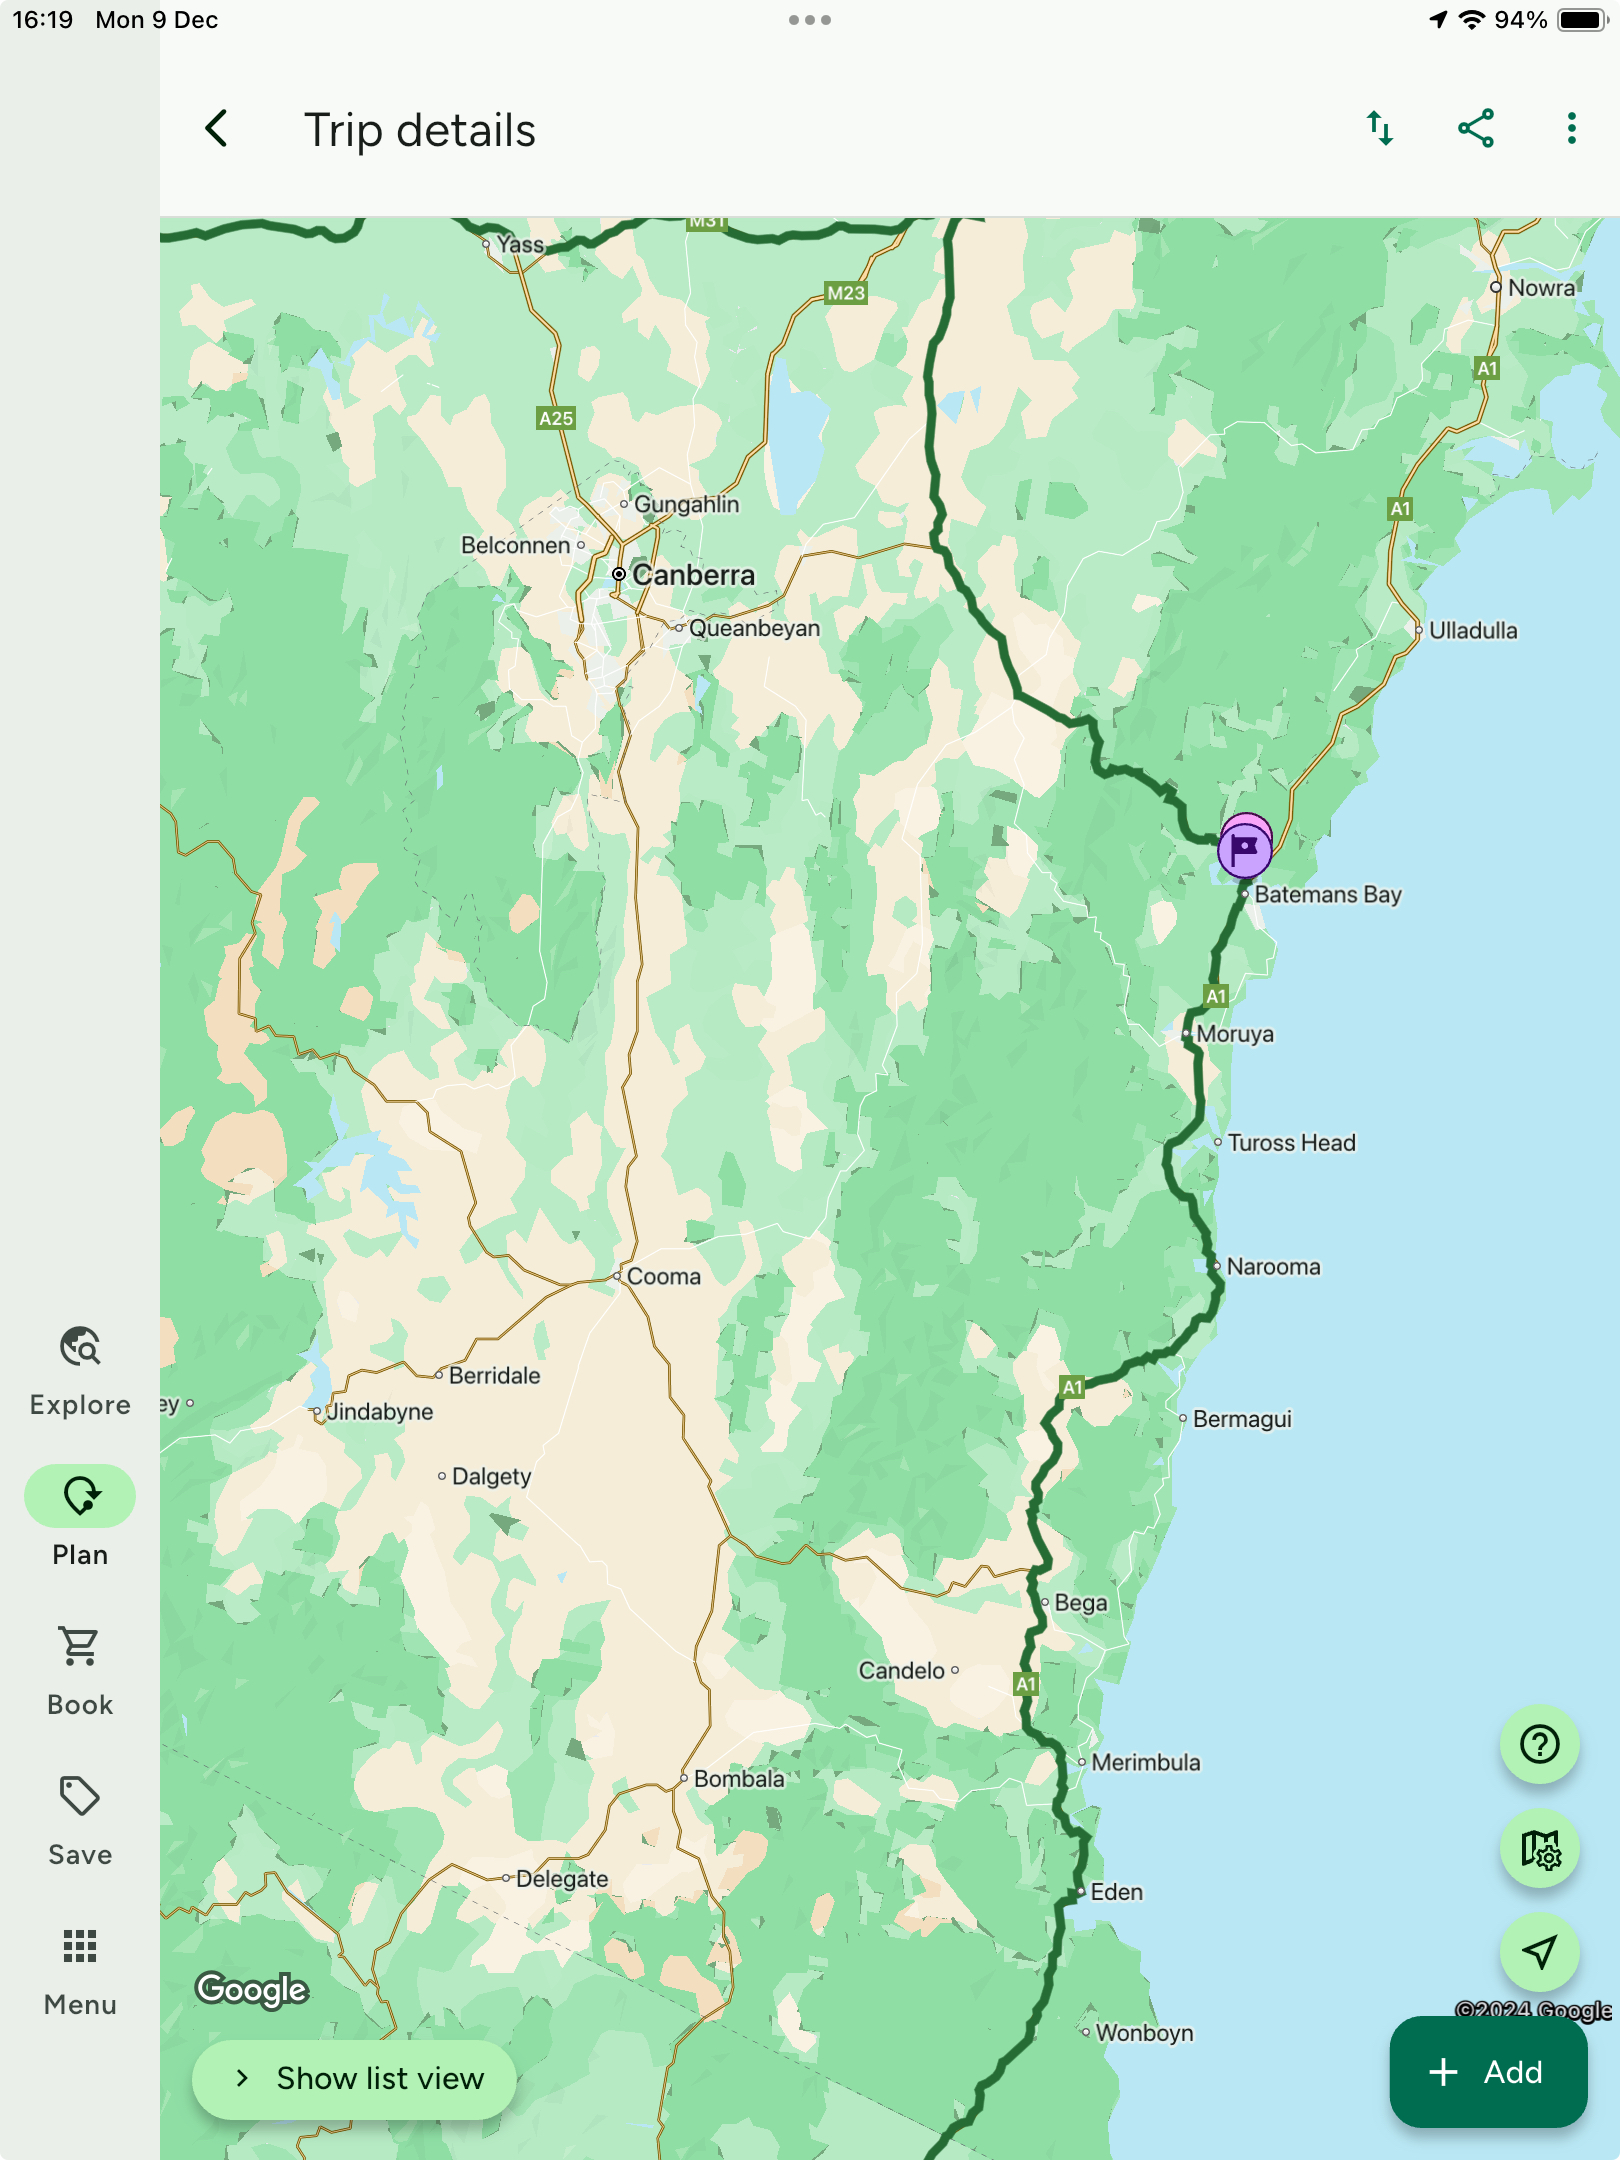 16:19 Mon 9 Dec
94%
Trip details
M31
Yass
M23
Nowra
A1
A25
Gungahlin
A1
Belconnen
Canberra
Queanbeyan
Ulladulla
Batemans Bay
A1
Moruya
Tuross Head
Narooma
Cooma
Berridale
A1
Explore
ey
Jindabyne
Bermagui
Dalgety
Plan
Bega
Candelo
A1
Book
Merimbula
Bombala
Save
Delegate
Eden
Google
Menu
©2024 Google
Wonboyn
Show list view
+ Add